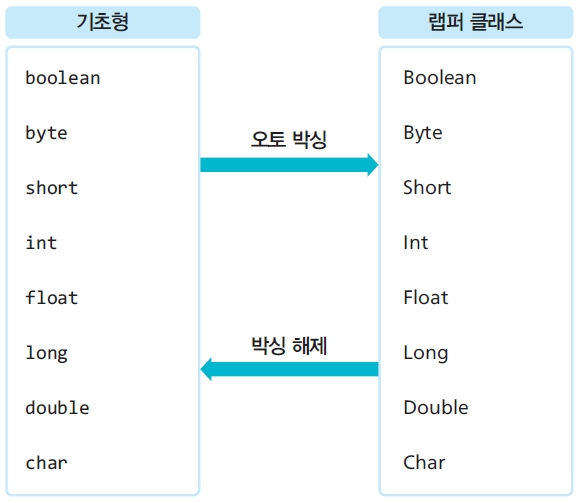 기초형
랩퍼 클래스
boolean
Boolean
byte
오토 박싱
Byte
short
Short
int
Int
float
Float
long
박싱 해제
Long
double
Double
char
Char